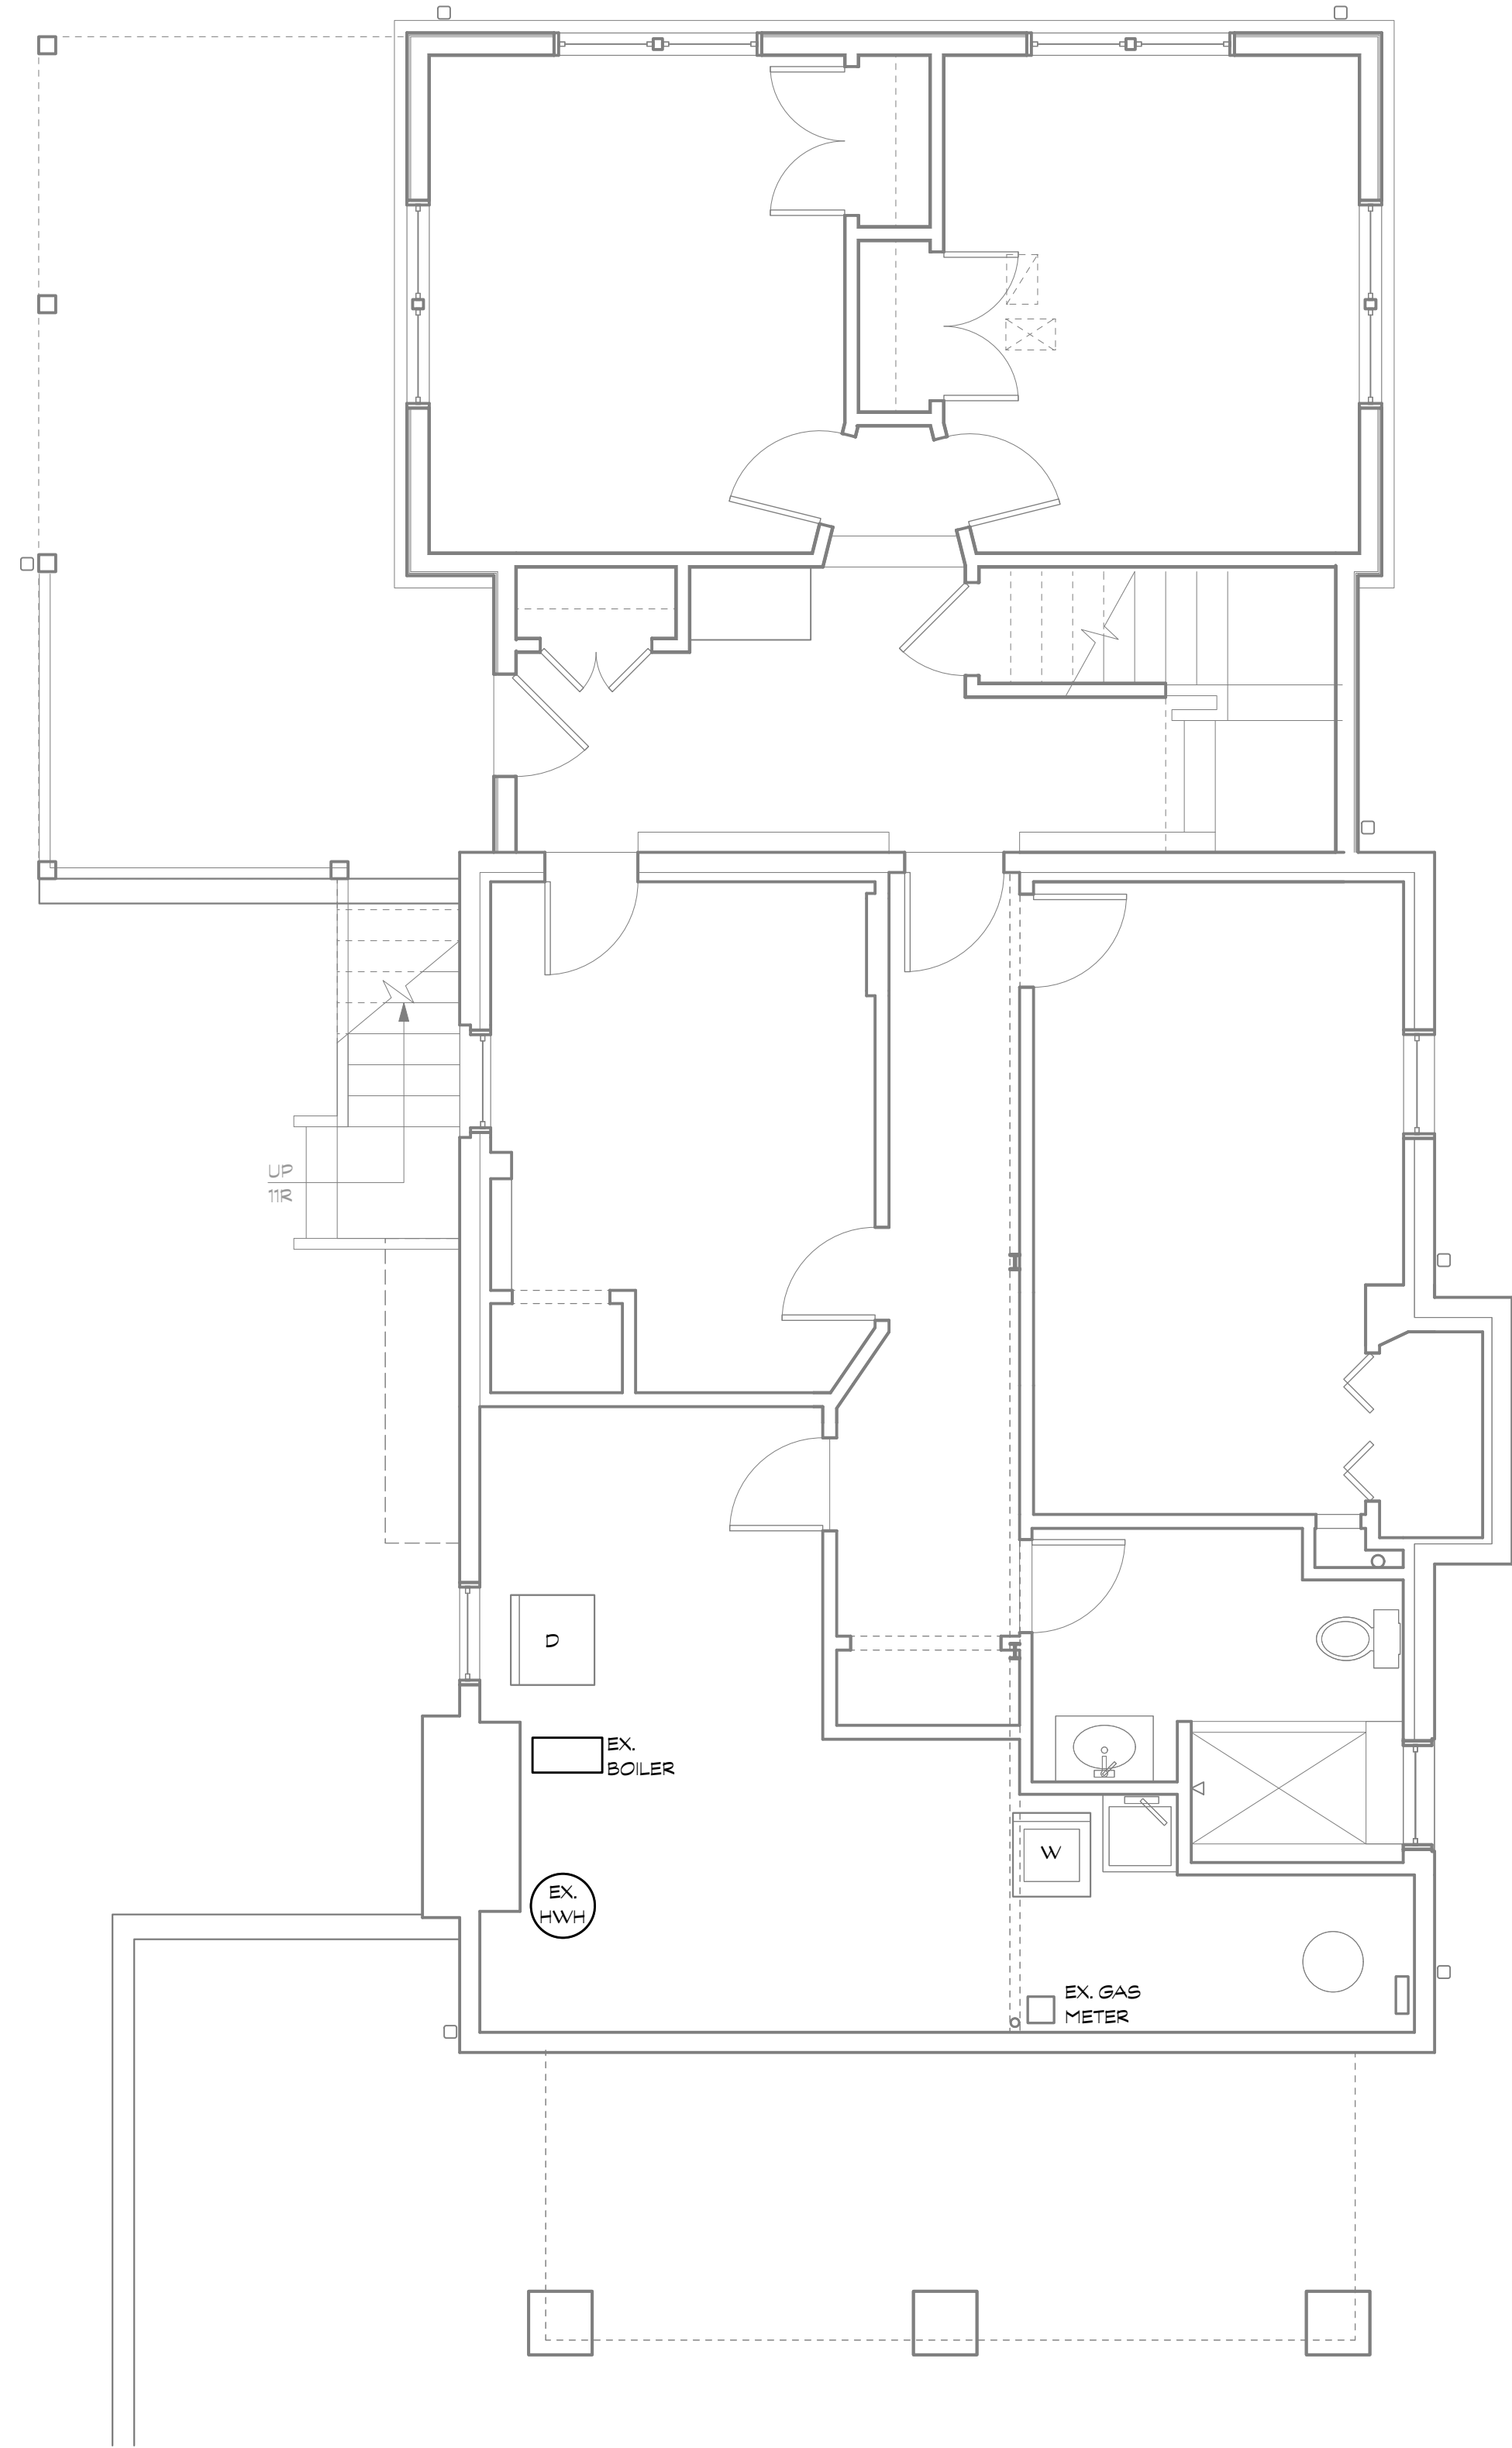 UP
11R
D
EX.
BOILER
W
EX.
HWH
EX. GAS
METER